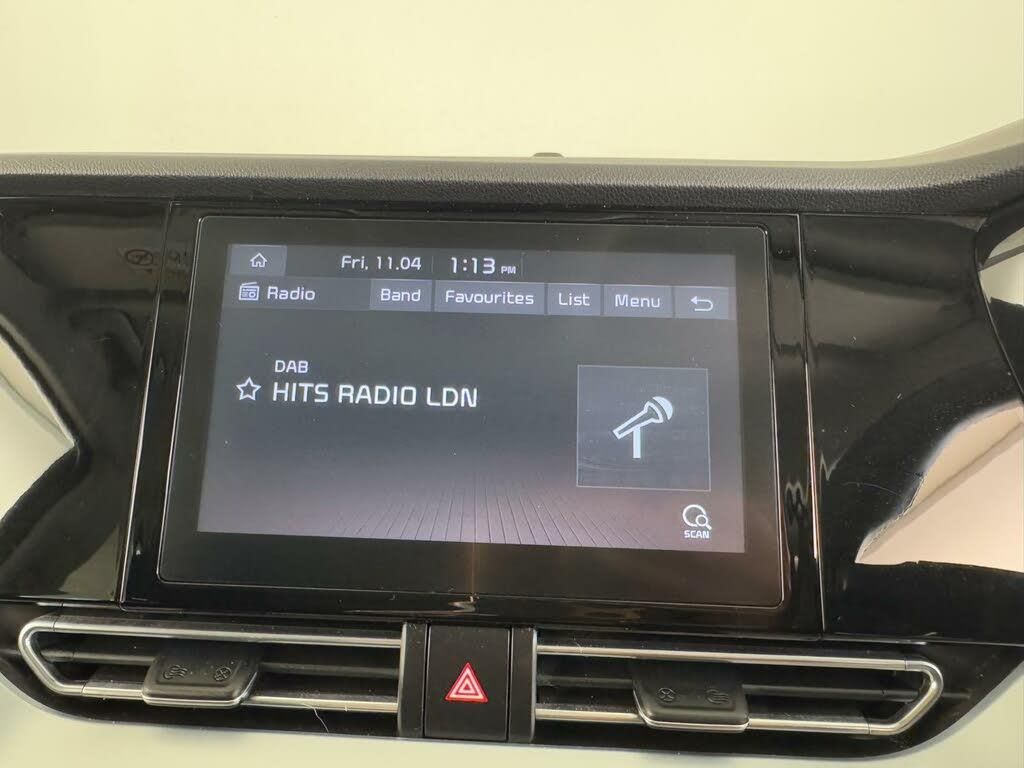 Fri, 11.04 1:13 PM
Radio Band Favourites List Menu
DAB
HITS RADIO LDN
SCAN